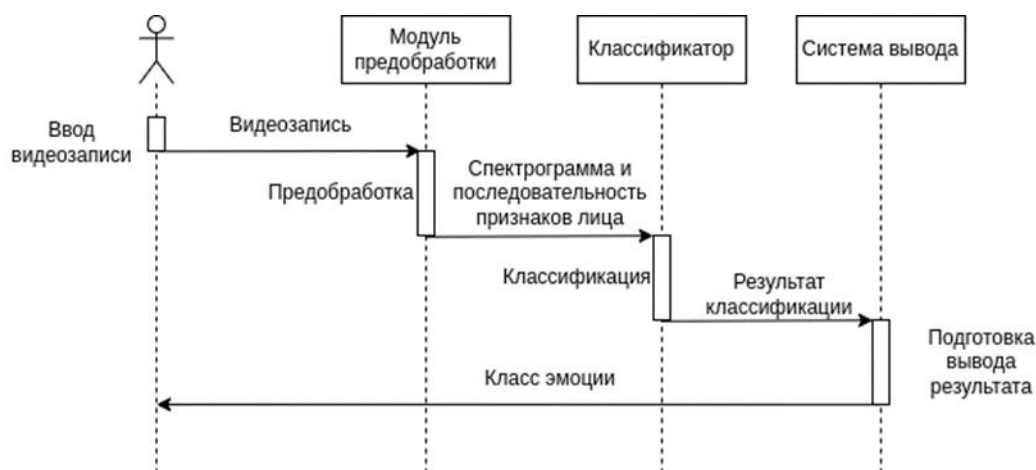 Модуль
предобработки
Классификатор
Система вывода
Ввод
видеозаписи
Видеозапись
Предобработка
Спектрограмма и
последовательность
признаков лица
Классификация
Результат
классификации
Подготовка
вывода
результата
Класс эмоции